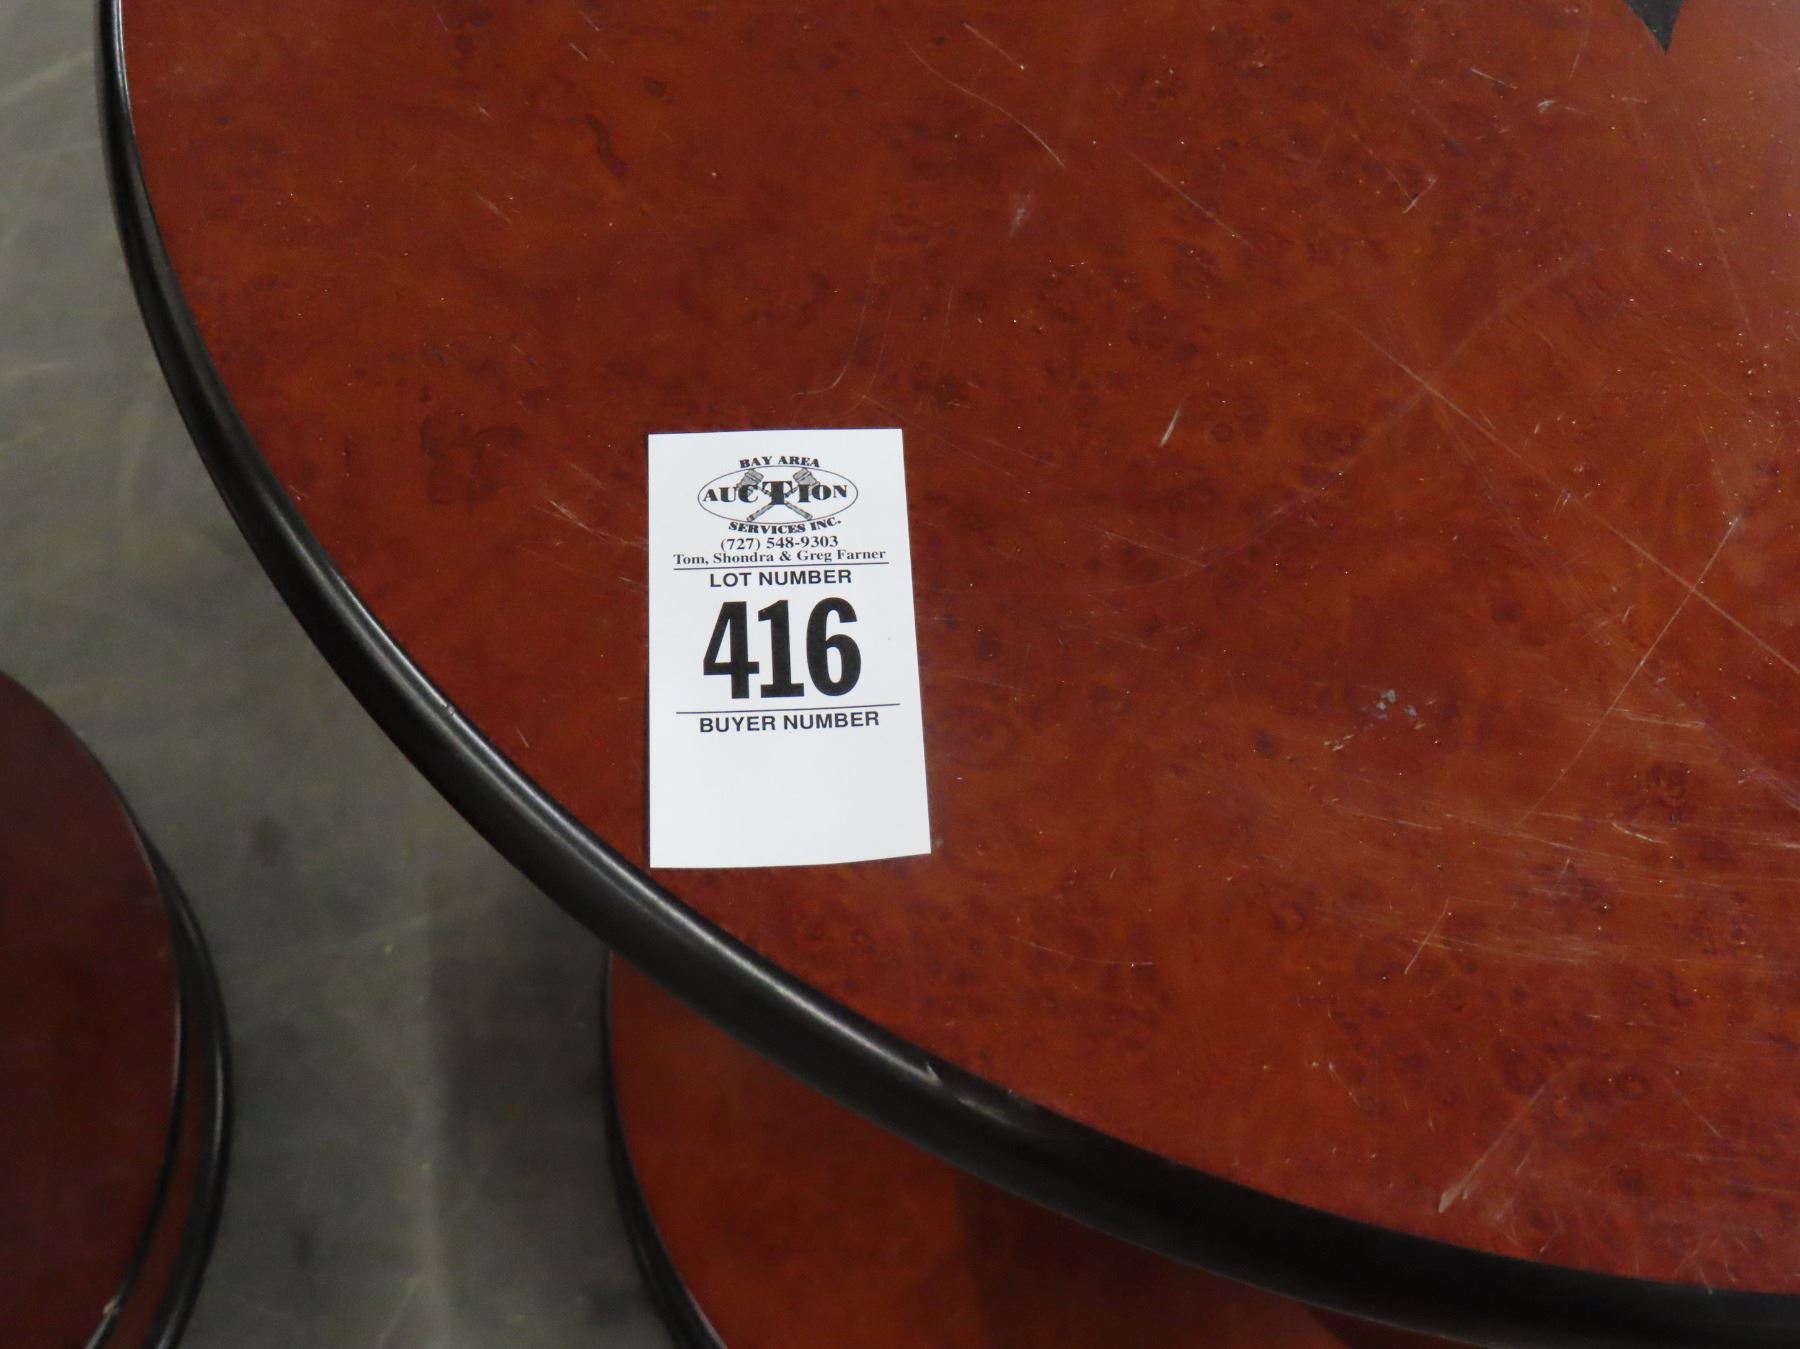 BAY AREA
AUCTION
SERVICES INC.
(727) 548-9303
Tom, Shondra & Greg Farner
LOT NUMBER
416
BUYER NUMBER